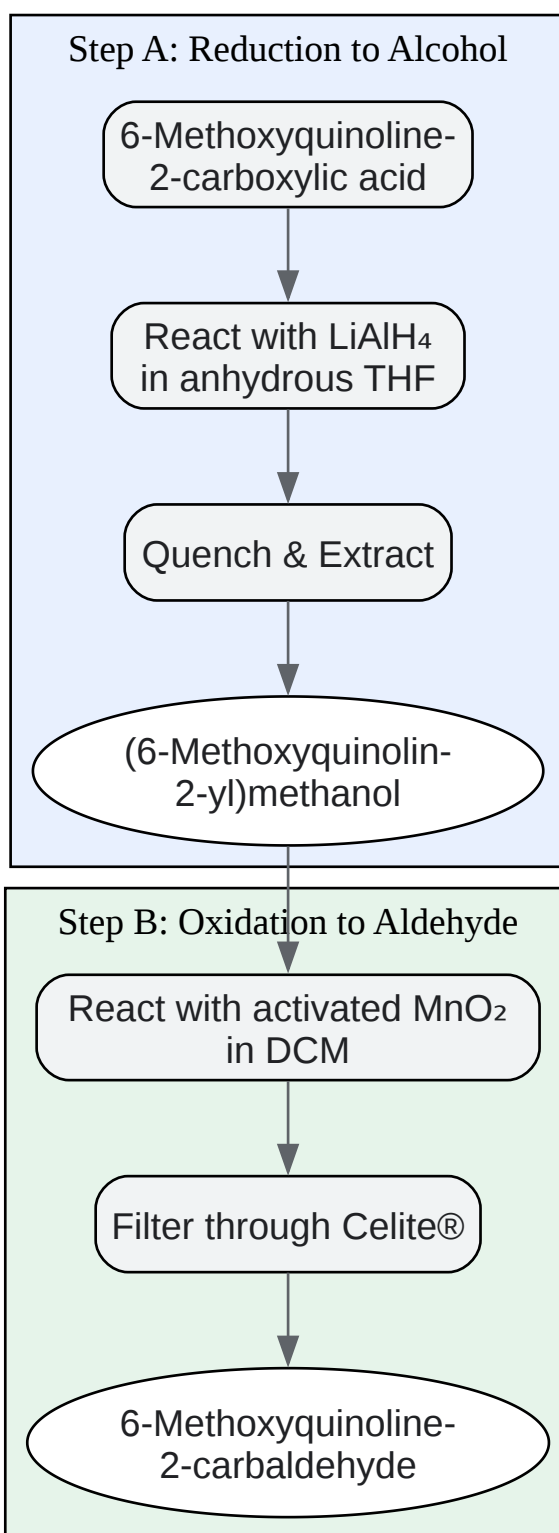 Step A: Reduction to Alcohol
6-Methoxyquinoline-
2-carboxylic acid
React with LiAlH₄
in anhydrous THF
Quench & Extract
(6-Methoxyquinolin-
2-yl)methanol
Step B: Oxidation to Aldehyde
React with activated MnO₂
in DCM
Filter through Celite®
6-Methoxyquinoline-
2-carbaldehyde